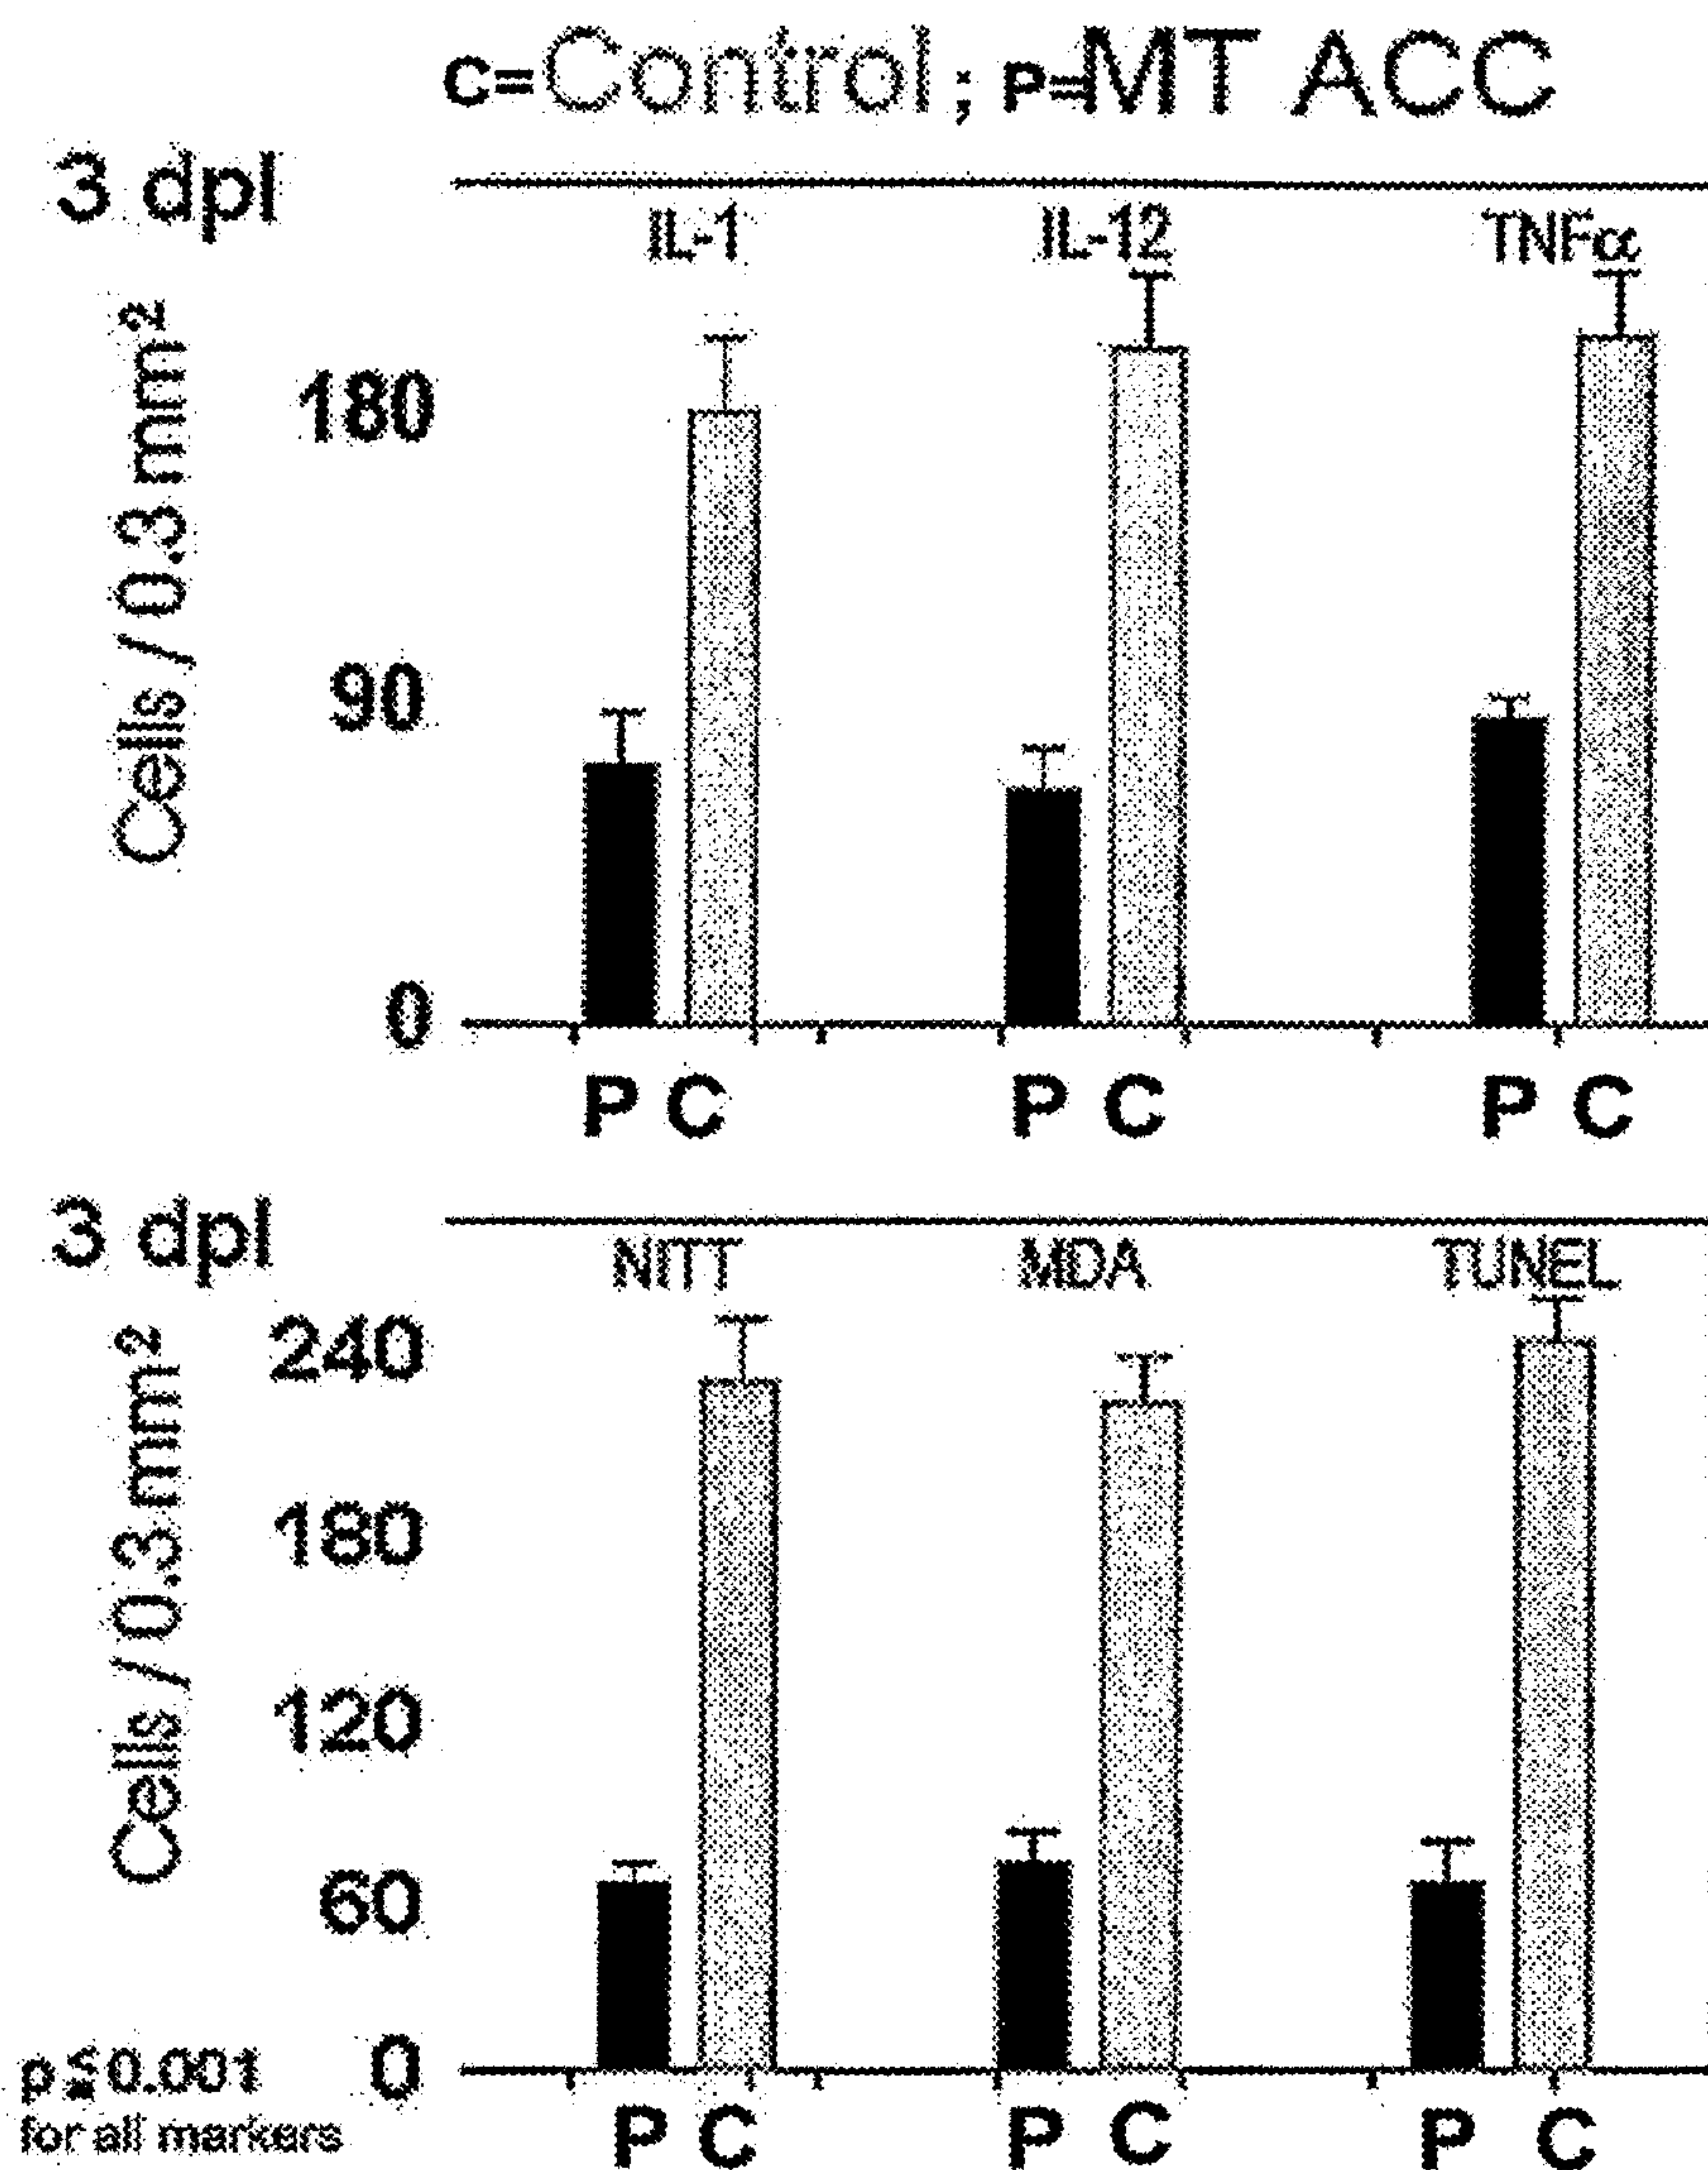 C=Control; P=MT ACC
3 dpl
IL-1 IL-12 TNFα
Cells / 0.3 mm²
180
90
0
P C P C P C
3 dpl
NITT MDA TUNEL
Cells / 0.3 mm²
240
180
120
60
0
p≦0.001
for all markers
P C P C P C